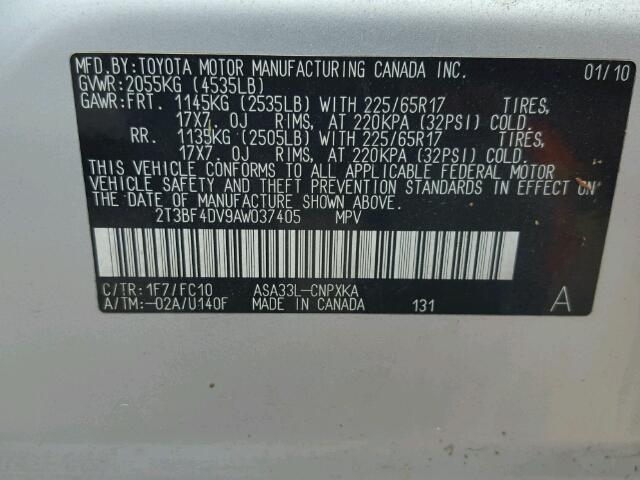 MFD.BY:TOYOTA MOTOR MANUFACTURING CANADA INC. 01/10
GVWR:2055KG (4535LB)
GAWR:FRT. 1145KG (2535LB) WITH 225/65R17 TIRES,
17X7.0J RIMS, AT 220KPA (32PSI) COLD.
RR. 1135KG (2505LB) WITH 225/65R17 TIRES,
17X7.0J RIMS, AT 220KPA (32PSI) COLD.
THIS VEHICLE CONFORMS TO ALL APPLICABLE FEDERAL MOTOR
VEHICLE SAFETY AND THEFT PREVENTION STANDARDS IN EFFECT ON
THE DATE OF MANUFACTURE SHOWN ABOVE.
2T3BF4DV9AW037405 MPV
C/TR:1F7/FC10 ASA33L-CNPXKA
A/TM:-02A/U140F MADE IN CANADA 131 A